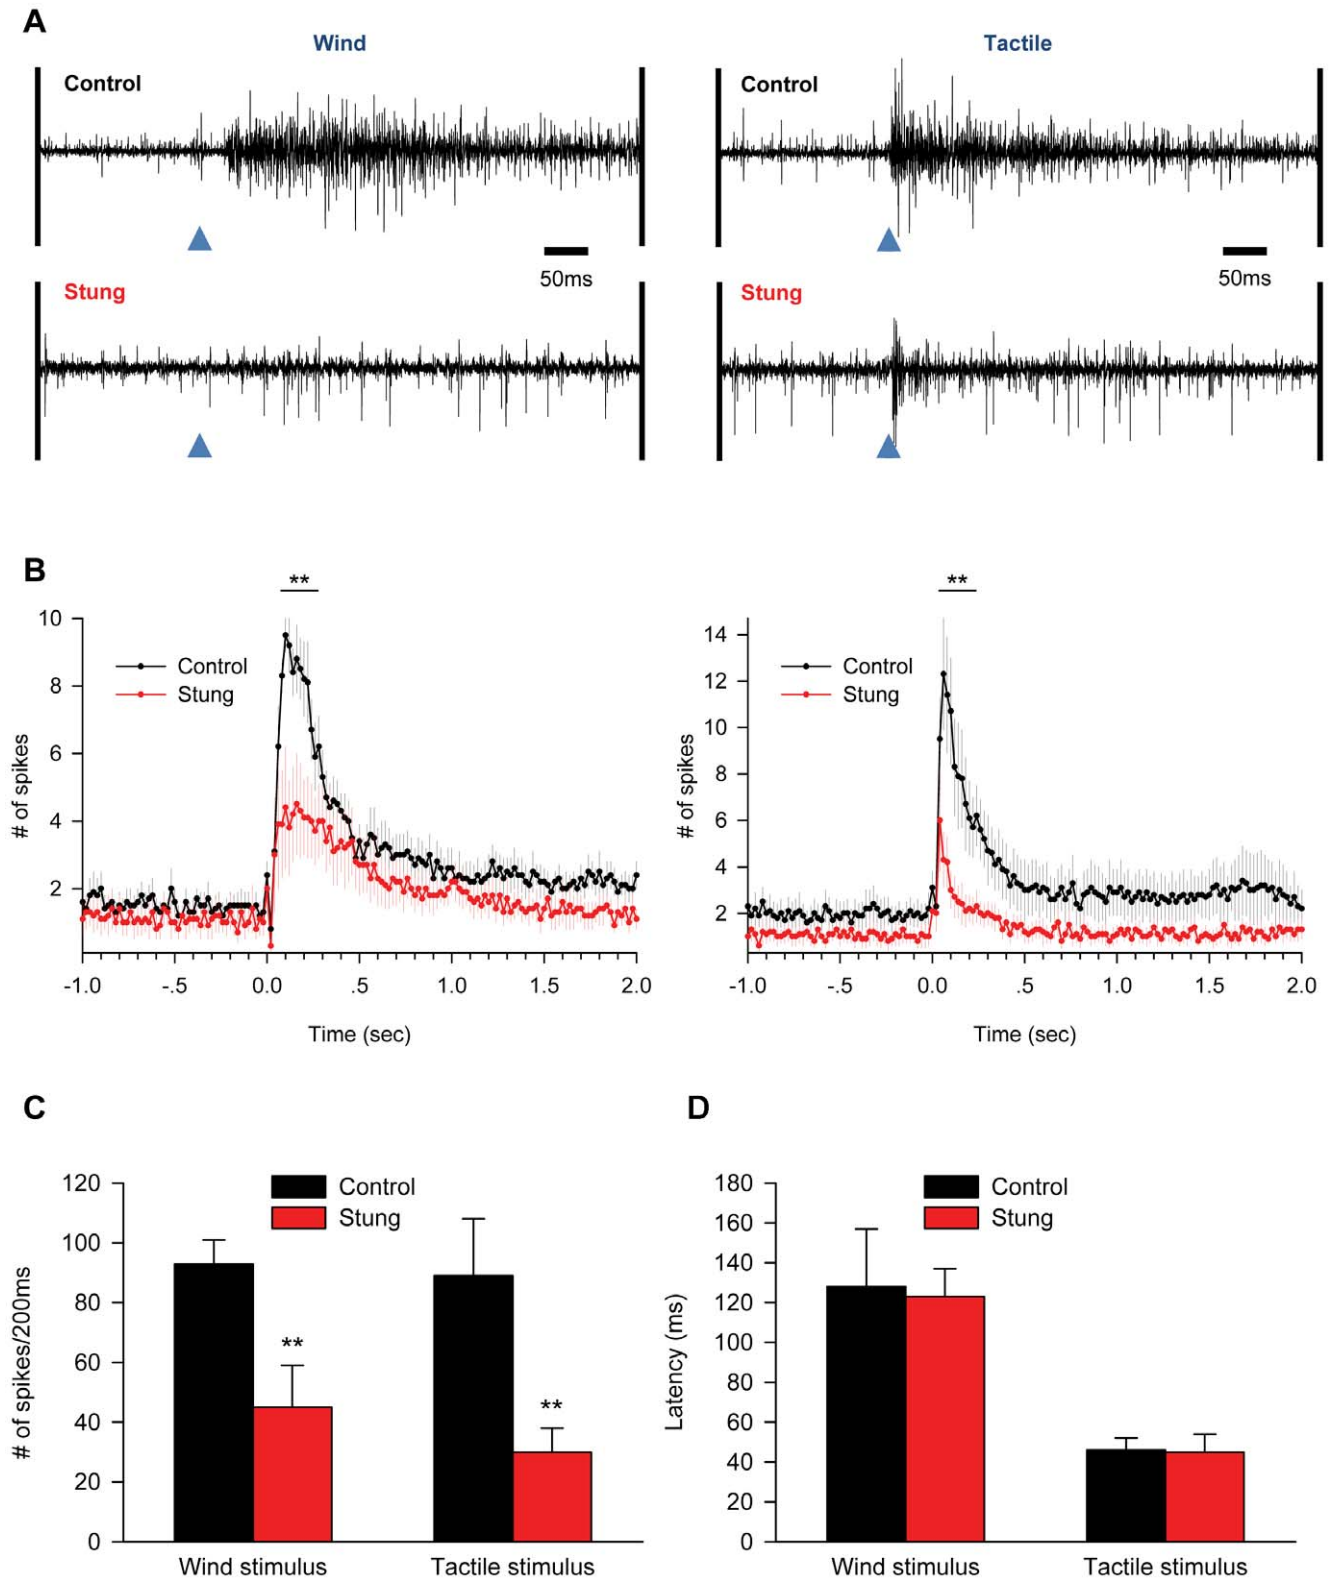 A
Wind
Tactile
Control
Control
50ms
50ms
Stung
Stung
B
**
**
10
8
6
4
2
# of spikes
Control
Stung
-1.0 -.5 0.0 .5 1.0 1.5 2.0
Time (sec)
14
12
10
8
6
4
2
# of spikes
Control
Stung
-1.0 -.5 0.0 .5 1.0 1.5 2.0
Time (sec)
C
120
100
80
60
40
20
0
# of spikes/200ms
Control
Stung
**
**
Wind stimulus Tactile stimulus
D
180
160
140
120
100
80
60
40
20
0
Latency (ms)
Control
Stung
Wind stimulus Tactile stimulus